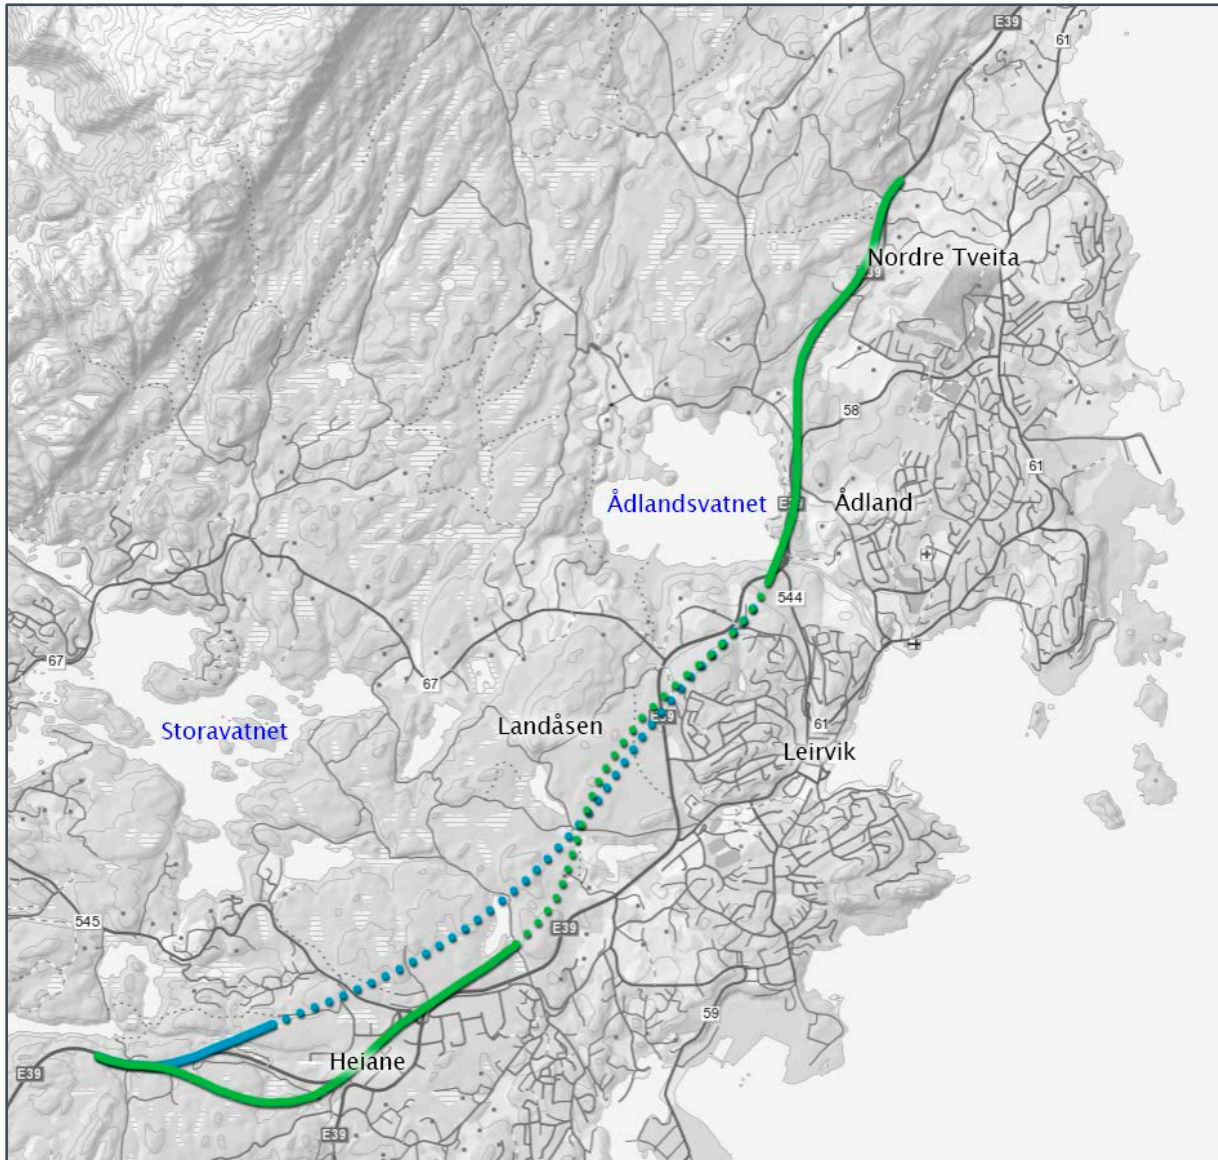 E39
61
Nordre Tveita
E39
58
61
Ådlandsvatnet
E39
Ådland
544
67
67
Storavatnet
Landåsen
E39
61
Leirvik
545
E39
59
Heiane
E39
E39